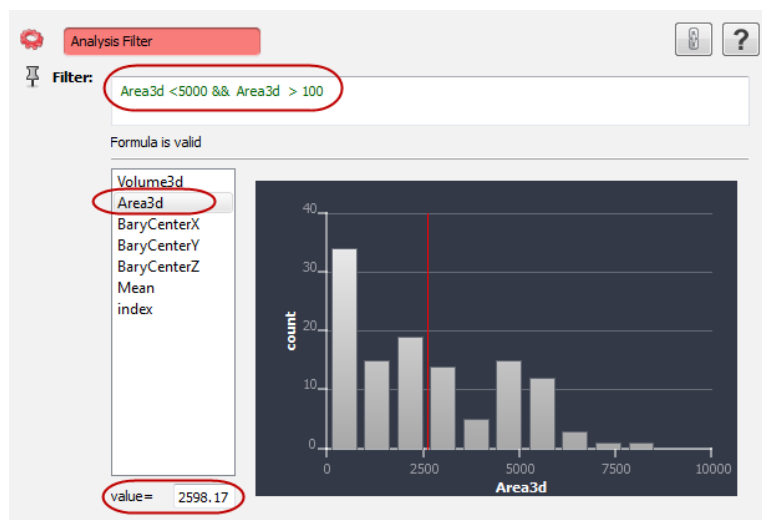 Analysis Filter
?
Filter:
Area3d <5000 && Area3d > 100
Formula is valid
Volume3d
Area3d
BaryCenterX
BaryCenterY
BaryCenterZ
Mean
index
40
30
20
10
0
count
0 2500 5000 7500 10000
Area3d
value= 2598.17